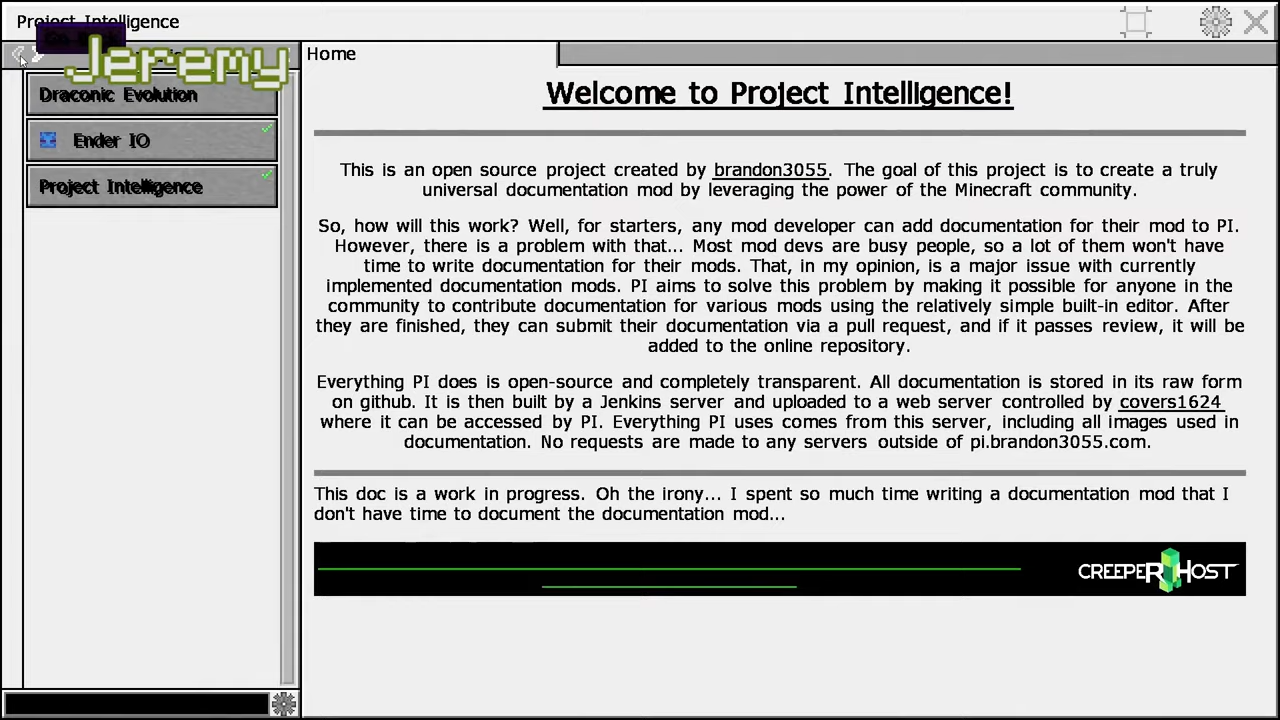 Project Intelligence
Jeremy
Home
Draconic Evolution
Ender IO
Project Intelligence
Welcome to Project Intelligence!
This is an open source project created by brandon3055. The goal of this project is to create a truly
universal documentation mod by leveraging the power of the Minecraft community.
So, how will this work? Well, for starters, any mod developer can add documentation for their mod to PI.
However, there is a problem with that... Most mod devs are busy people, so a lot of them won't have
time to write documentation for their mods. That, in my opinion, is a major issue with currently
implemented documentation mods. PI aims to solve this problem by making it possible for anyone in the
community to contribute documentation for various mods using the relatively simple built-in editor. After
they are finished, they can submit their documentation via a pull request, and if it passes review, it will be
added to the online repository.
Everything PI does is open-source and completely transparent. All documentation is stored in its raw form
on github. It is then built by a Jenkins server and uploaded to a web server controlled by covers1624
where it can be accessed by PI. Everything PI uses comes from this server, including all images used in
documentation. No requests are made to any servers outside of pi.brandon3055.com.
This doc is a work in progress. Oh the irony... I spent so much time writing a documentation mod that I
don't have time to document the documentation mod...
CREEPERHOST